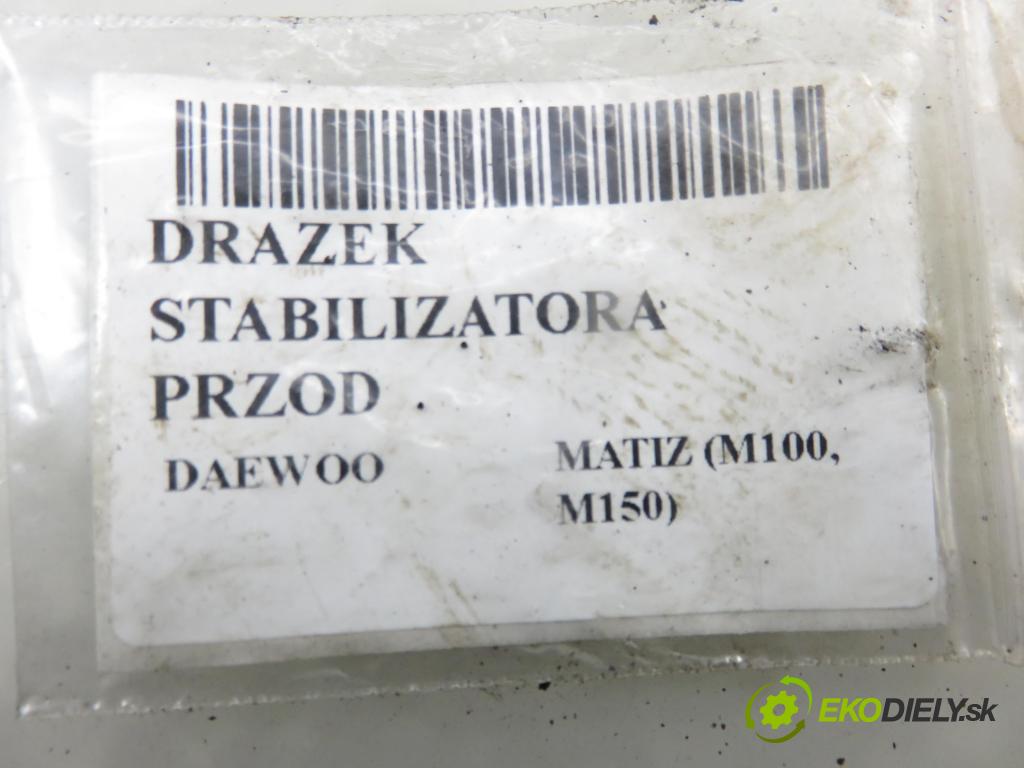 DRAZEK
STABILIZATORA
PRZOD
DAEWOO MATIZ (M100,
M150)
EKODIELY.sk